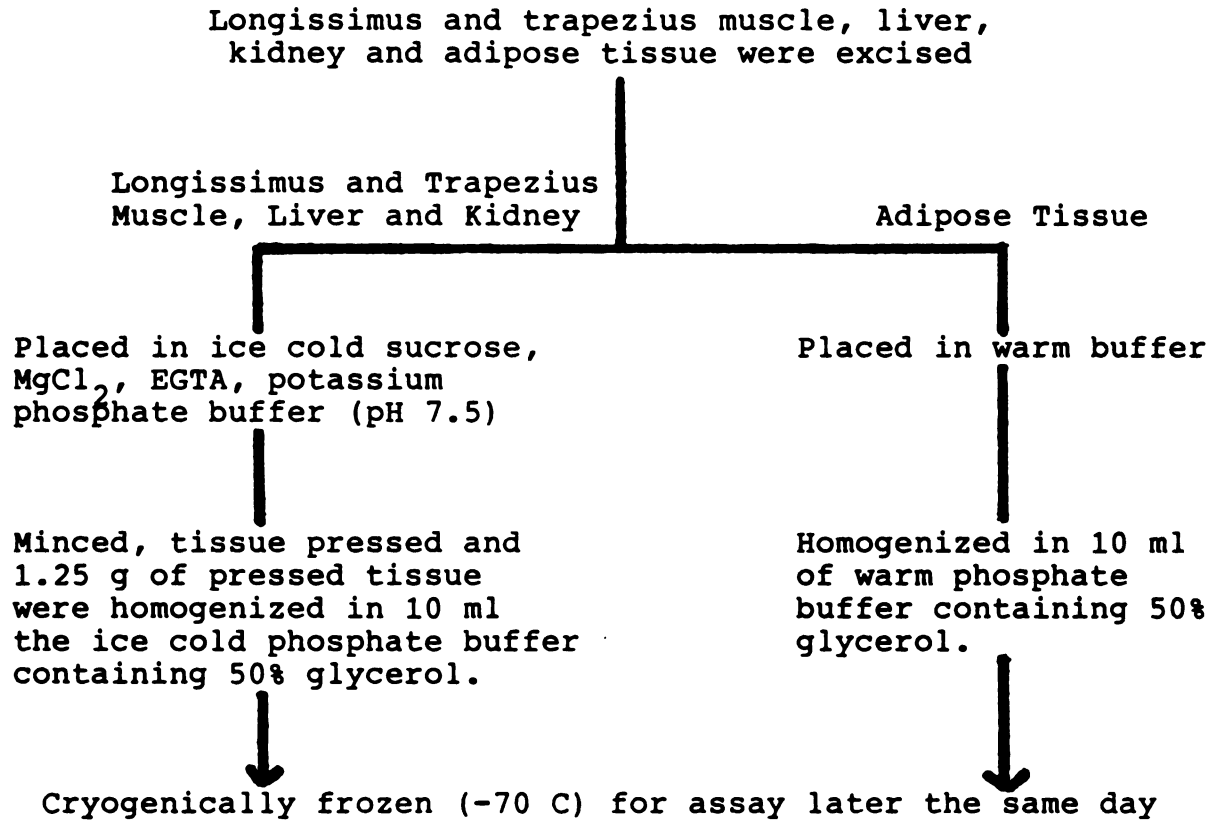 Longissimus and trapezius muscle, liver,
kidney and adipose tissue were excised
Longissimus and Trapezius
Muscle, Liver and Kidney
Adipose Tissue
Placed in ice cold sucrose,
MgCl2, EGTA, potassium
phosphate buffer (pH 7.5)
Placed in warm buffer
Minced, tissue pressed and
1.25 g of pressed tissue
were homogenized in 10 ml
the ice cold phosphate buffer
containing 50% glycerol.
Homogenized in 10 ml
of warm phosphate
buffer containing 50%
glycerol.
Cryogenically frozen (-70 C) for assay later the same day